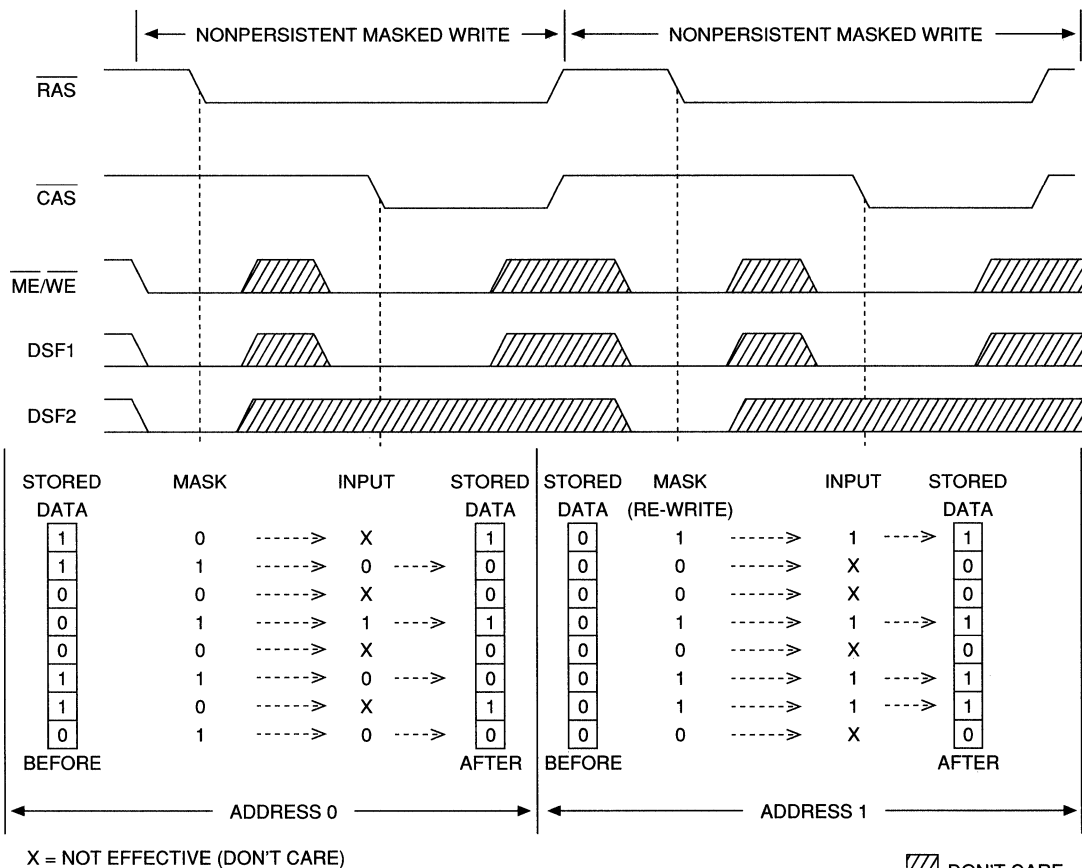 NONPERSISTENT MASKED WRITE NONPERSISTENT MASKED WRITE
RAS
CAS
ME/WE
DSF1
DSF2
STORED MASK INPUT STORED STORED MASK INPUT STORED
DATA DATA DATA (RE-WRITE) DATA
1 0 X 1 0 1 1 1
1 1 0 0 0 0 X 0
0 0 X 0 0 0 X 0
0 1 1 1 0 1 1 1
0 0 X 0 0 0 X 0
1 1 0 0 0 1 1 1
1 0 X 1 0 1 1 1
0 1 0 0 0 0 X 0
BEFORE AFTER BEFORE AFTER
ADDRESS 0 ADDRESS 1
X = NOT EFFECTIVE (DON'T CARE)